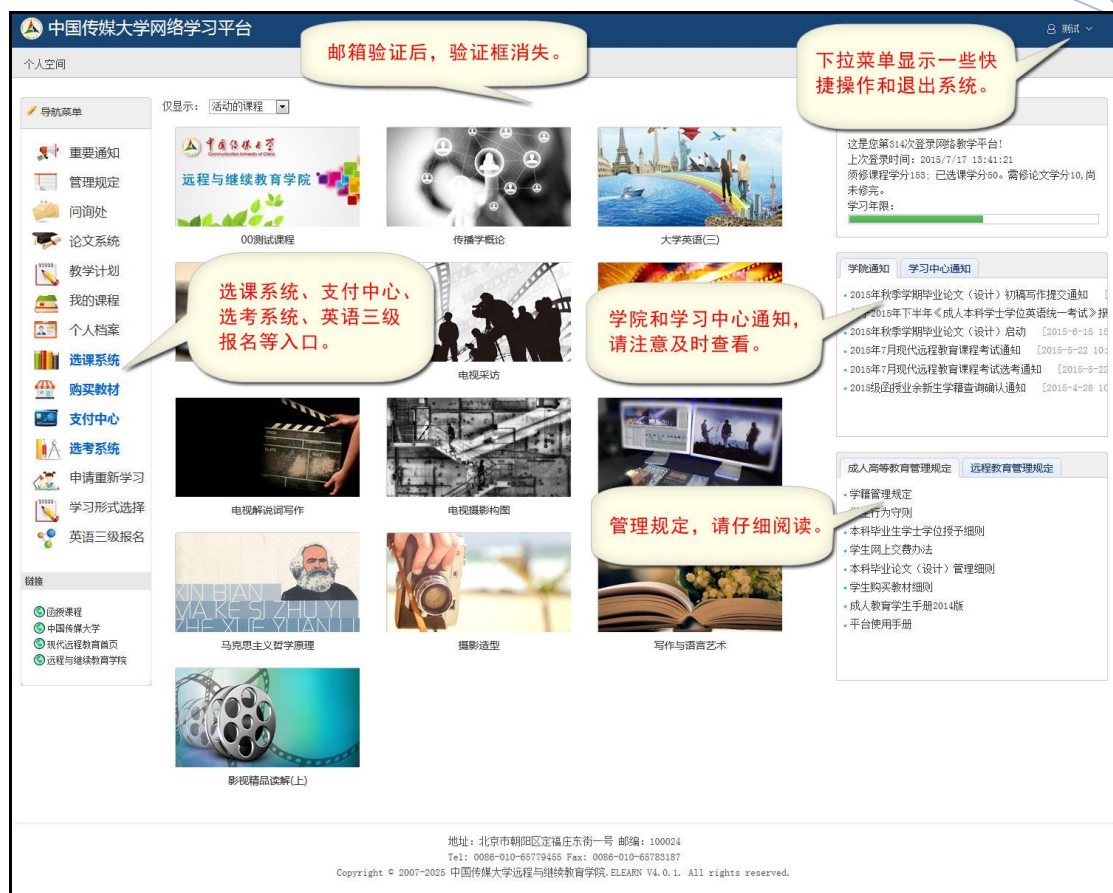 中国传媒大学网络学习平台
测试
个人空间
邮箱验证后，验证框消失。
下拉菜单显示一些快
捷操作和退出系统。
导航菜单
重要通知
管理规定
问询处
论文系统
教学计划
我的课程
个人档案
选课系统
购买教材
支付中心
选考系统
申请重新学习
学习形式选择
英语三级报名
链接
函授课程
中国传媒大学
现代远程教育首页
远程与继续教育学院
仅显示： 活动的课程
中国传媒大学
Communication University of China
远程与继续教育学院
00测试课程
传播学概论
大学英语(三)
选课系统、支付中心、
选考系统、英语三级
报名等入口。
电视采访
电视解说词写作
电视摄影构图
XIN BIAN
MA KE SI ZHU YI
ZHE XUE YUAN LI
马克思主义哲学原理
摄影造型
写作与语言艺术
影视精品读解(上)
这是您第314次登录网络教学平台!
上次登录时间：2015/7/17 13:41:21
须修课程学分153; 已选课学分50。需修论文学分10,尚
未修完。
学习年限：
学院通知 学习中心通知
2015年秋季学期毕业论文（设计）初稿写作提交通知 [
2015年下半年《成人本科学士学位英语统一考试》报
2015年秋季学期毕业论文（设计）启动 [2015-6-15 15
2015年7月现代远程教育课程考试通知 [2015-5-22 10:
2015年7月现代远程教育课程考试选考通知 [2015-5-22
2015级函授业余新生学籍查询确认通知 [2015-4-28 10
学院和学习中心通知，
请注意及时查看。
成人高等教育管理规定 远程教育管理规定
学籍管理规定
学生行为守则
本科毕业生学士学位授予细则
学生网上交费办法
本科毕业论文（设计）管理细则
学生购买教材细则
成人教育学生手册2014版
平台使用手册
管理规定，请仔细阅读。
地址：北京市朝阳区定福庄东街一号 邮编：100024
Tel: 0086-010-65779455 Fax: 0086-010-65783187
Copyright © 2007-2025 中国传媒大学远程与继续教育学院.ELEARN V4.0.1. All rights reserved.